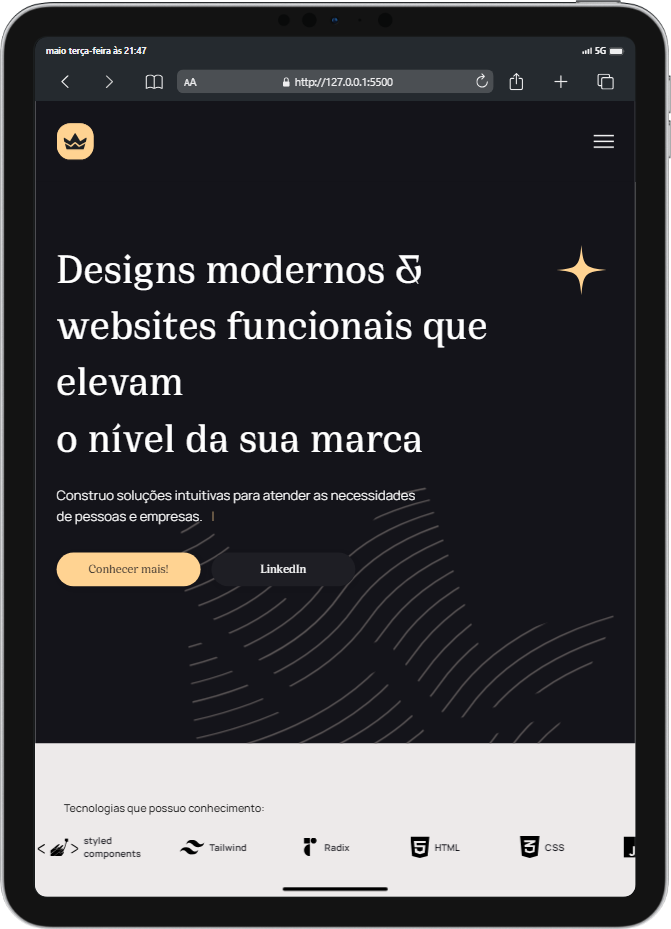 maio terça-feira às 21:47
5G
AA
http://127.0.0.1:5500
Designs modernos &
websites funcionais que
elevam
o nível da sua marca
Construo soluções intuitivas para atender as necessidades
de pessoas e empresas. |
Conhecer mais!
LinkedIn
Tecnologias que possuo conhecimento:
< > styled
components
Tailwind
Radix
5 HTML
3 CSS
J